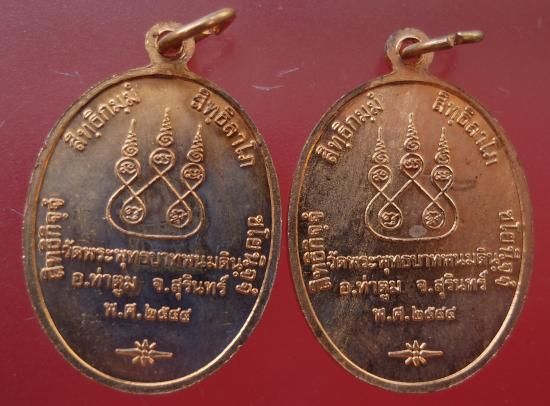 สิทธิกิจจํ
สิทฺธิกมฺมํ
สิทธิลาโภ
วัดพระพุทธบาทพนมดิน
อ.ท่าตูม จ.สุรินทร์
พ.ศ.๒๕๔๔
สิทธิกิจจํ
สิทฺธิกมฺมํ
สิทธิลาโภ
วัดพระพุทธบาทพนมดิน
อ.ท่าตูม จ.สุรินทร์
พ.ศ.๒๕๔๔